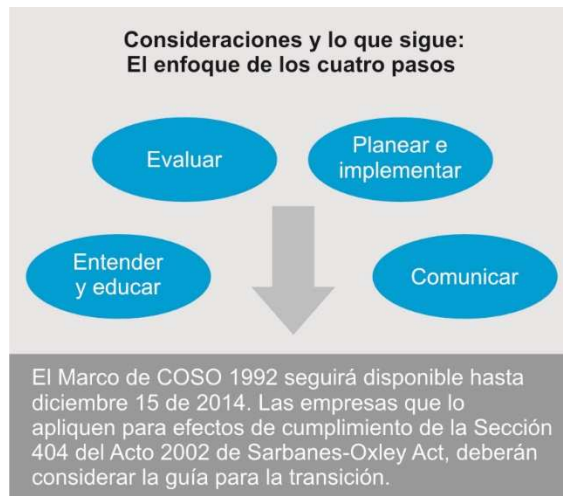 Consideraciones y lo que sigue:
El enfoque de los cuatro pasos
Evaluar
Planear e
implementar
Entender
y educar
Comunicar
El Marco de COSO 1992 seguirá disponible hasta
diciembre 15 de 2014. Las empresas que lo
apliquen para efectos de cumplimiento de la Sección
404 del Acto 2002 de Sarbanes-Oxley Act, deberán
considerar la guía para la transición.